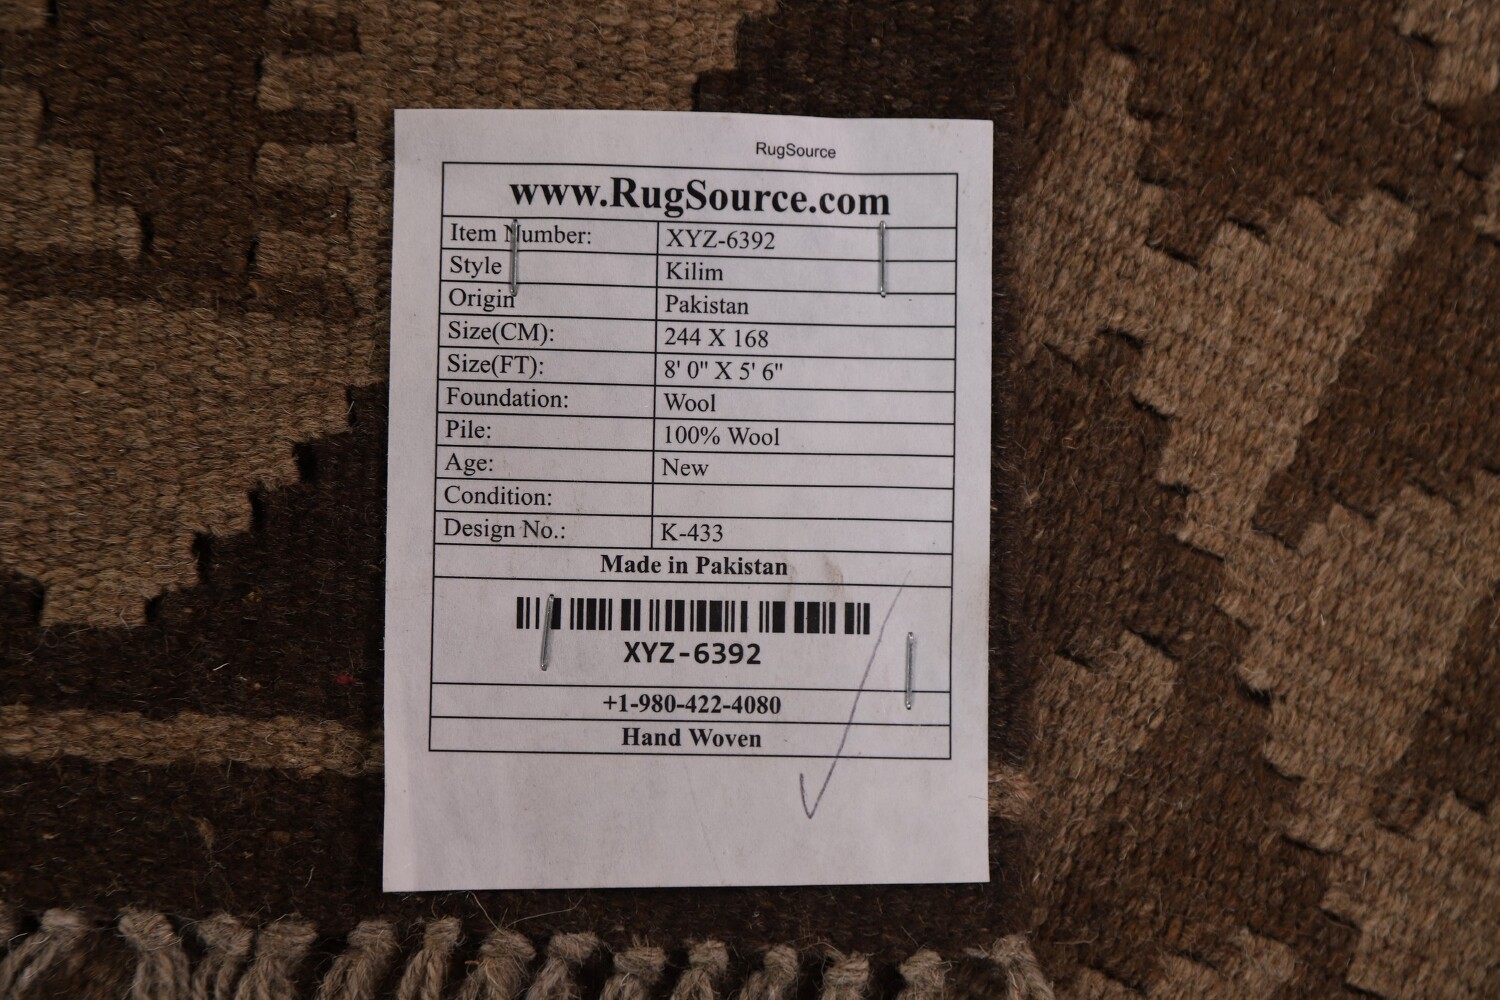 RugSource
www.RugSource.com
Item Number: XYZ-6392
Style Kilim
Origin Pakistan
Size(CM): 244 X 168
Size(FT): 8' 0" X 5' 6"
Foundation: Wool
Pile: 100% Wool
Age: New
Condition:
Design No.: K-433
Made in Pakistan
XYZ-6392
+1-980-422-4080
Hand Woven